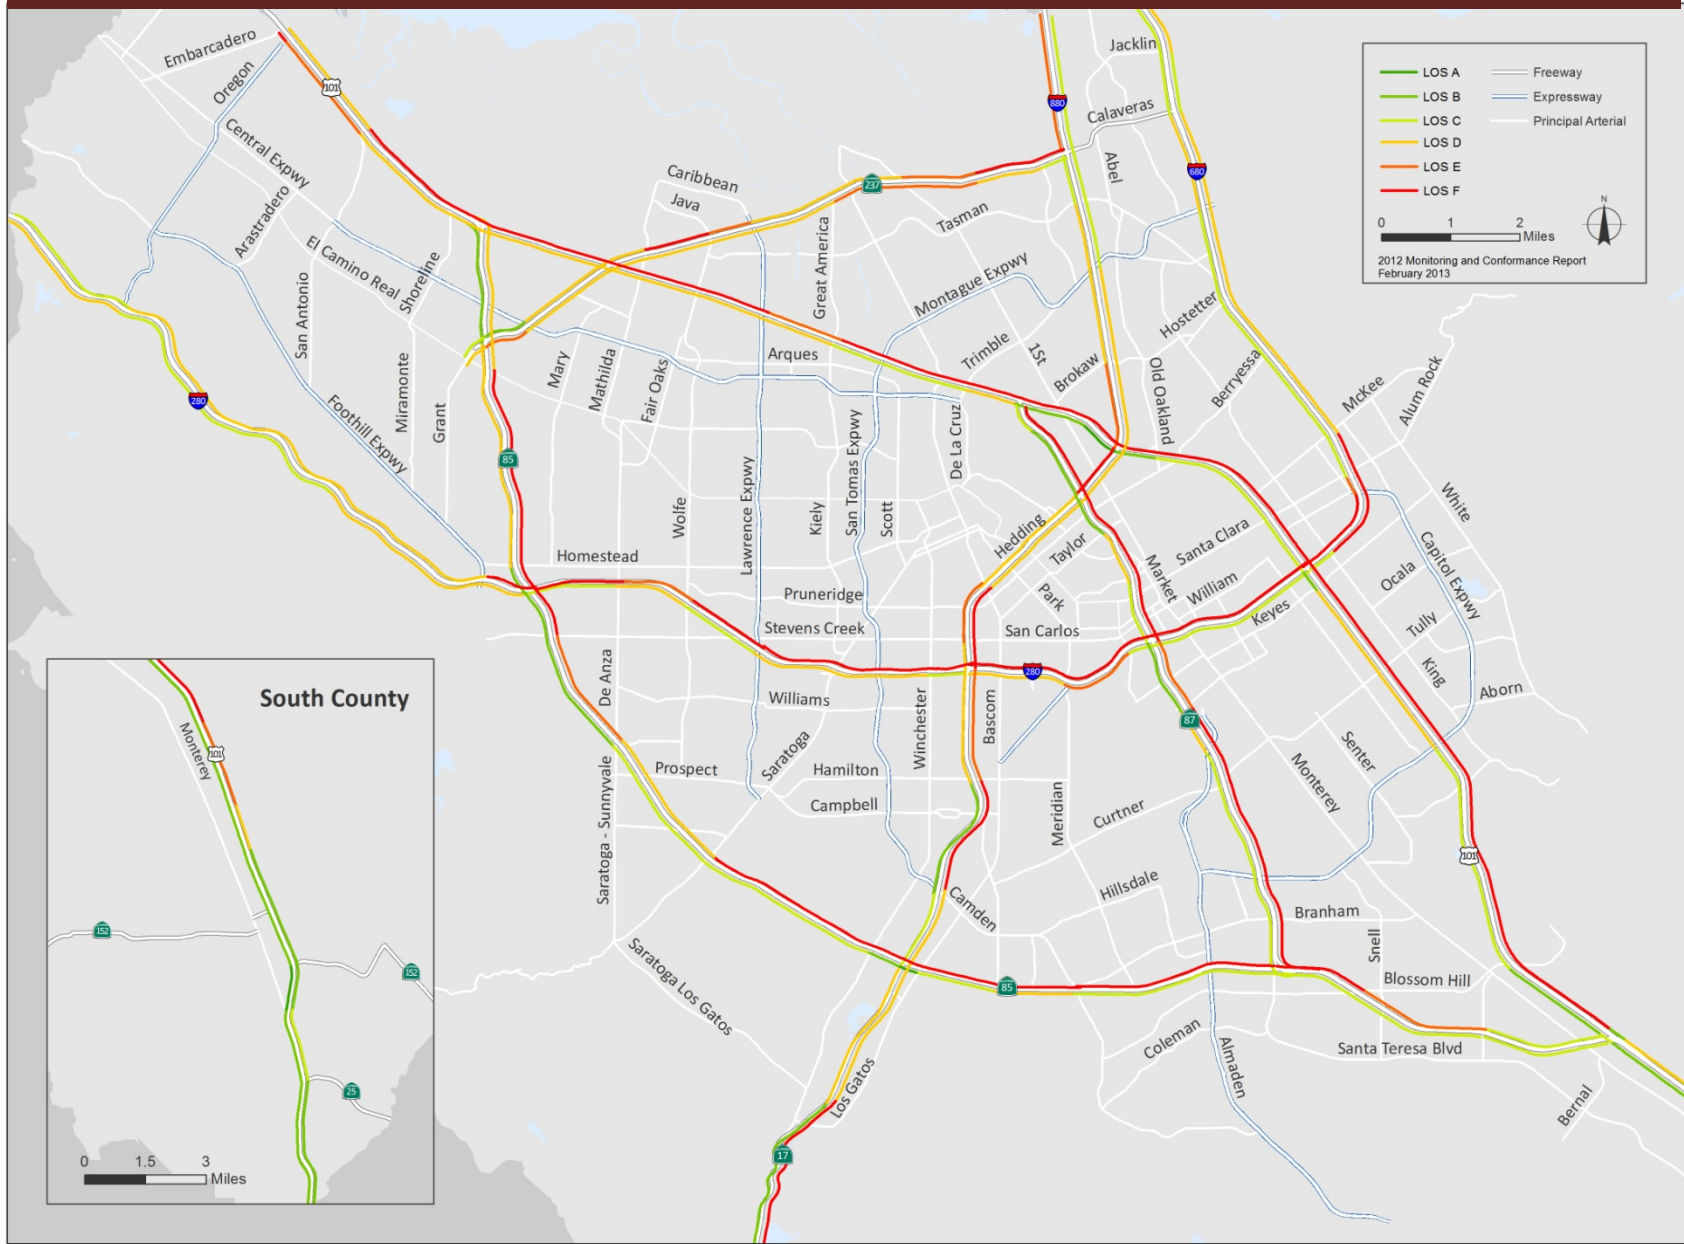 Embarcadero
Oregon
101
Central Expwy
Arastradero
El Camino Real
Shoreline
San Antonio
Miramonte
Grant
Foothill Expwy
280
85
Caribbean
Java
237
Great America
Tasman
Montague Expwy
880
Calaveras
Jacklin
Abel
680
LOS A
LOS B
LOS C
LOS D
LOS E
LOS F
Freeway
Expressway
Principal Arterial
N
0 1 2
Miles
2012 Monitoring and Conformance Report
February 2013
Mary
Mathilda
Fair Oaks
Arques
Trimble
1St
Brokaw
Old Oakland
Hostetter
Berryessa
McKee
Alum Rock
De La Cruz
San Tomas Expwy
Scott
Kiely
Lawrence Expwy
Wolfe
Homestead
Pruneridge
Stevens Creek
Hedding
Taylor
Park
Market
Santa Clara
William
Keyes
San Carlos
White
Capitol Expwy
Ocala
Tully
King
Aborn
280
De Anza
Williams
Saratoga
Prospect
Hamilton
Campbell
Winchester
Bascom
87
Meridian
Curtner
Monterey
Senter
Saratoga - Sunnyvale
Saratoga Los Gatos
Camden
Hillsdale
Branham
Snell
Blossom Hill
101
85
Coleman
Almaden
Santa Teresa Blvd
Bernal
Los Gatos
17
South County
Monterey
101
152
152
25
0 1.5 3
Miles